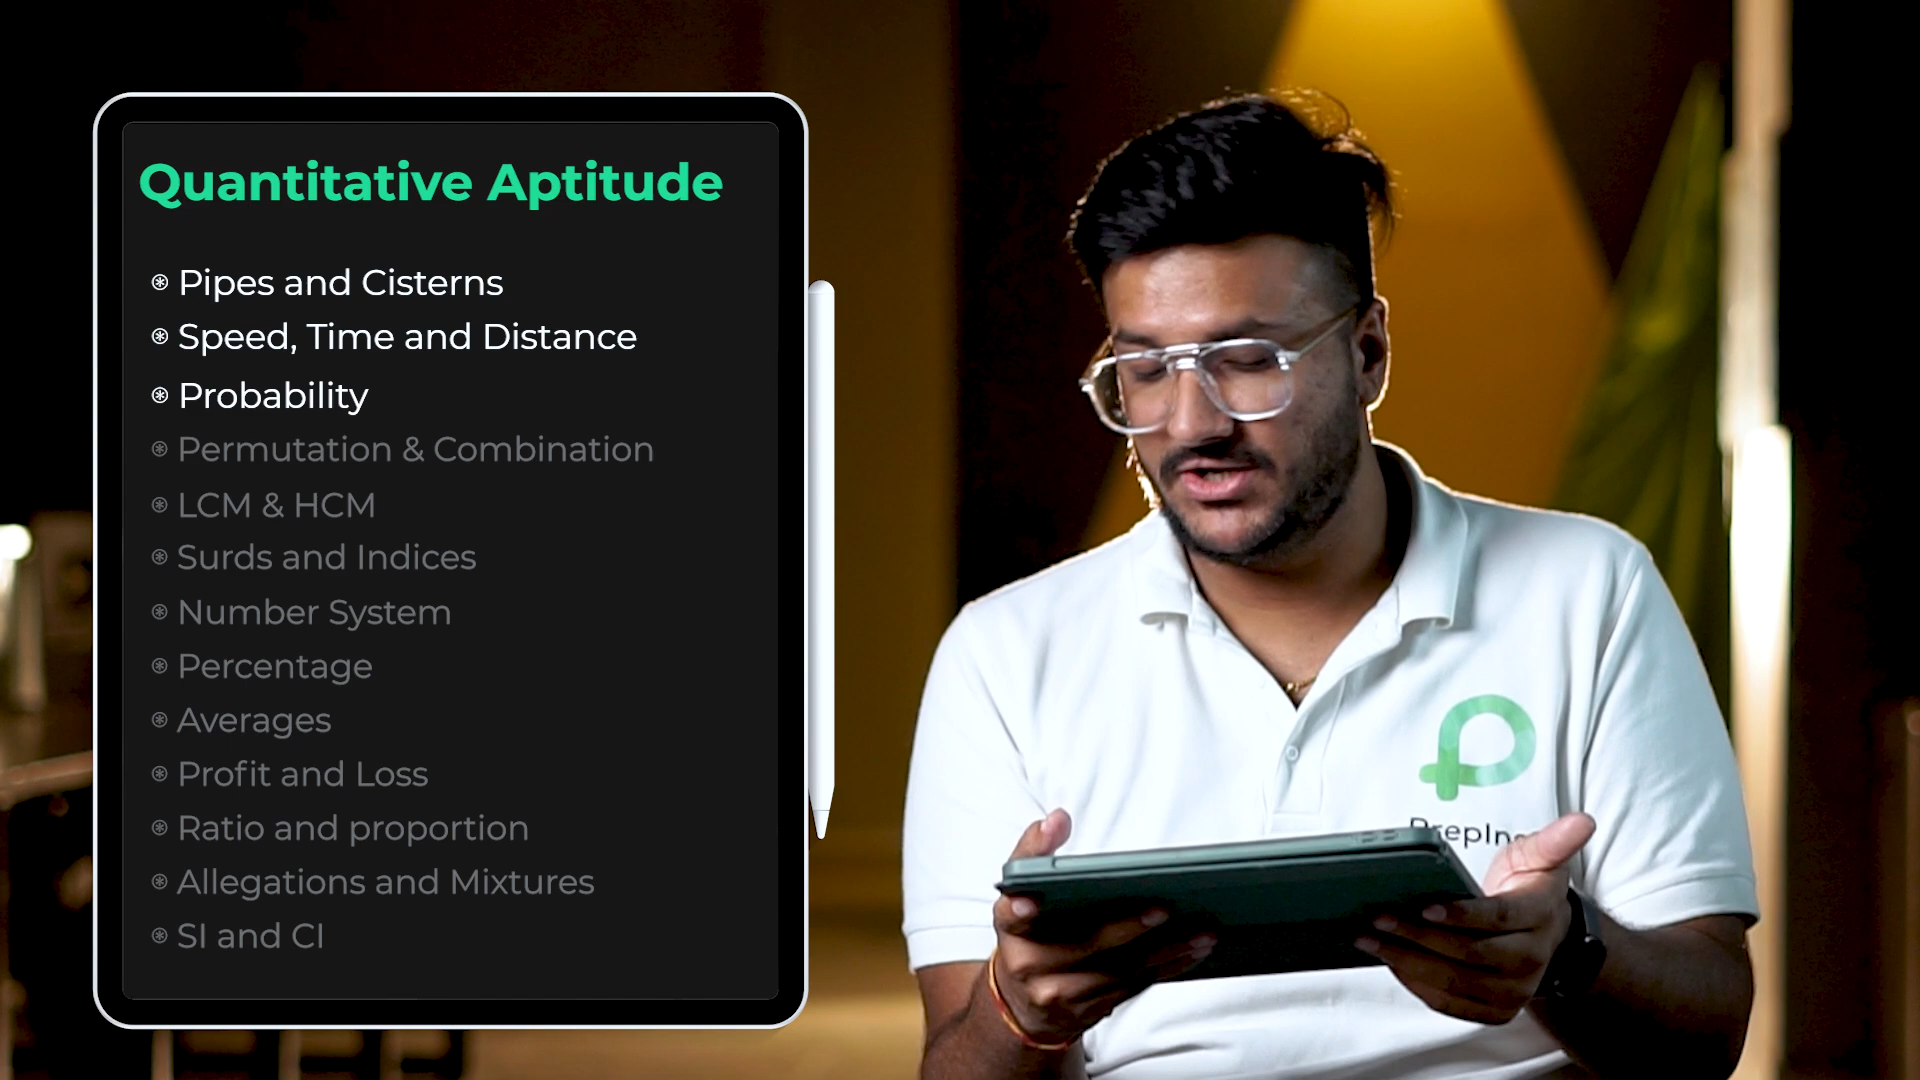 Quantitative Aptitude
Pipes and Cisterns
Speed, Time and Distance
Probability
Permutation & Combination
LCM & HCM
Surds and Indices
Number System
Percentage
Averages
Profit and Loss
Ratio and proportion
Allegations and Mixtures
SI and CI